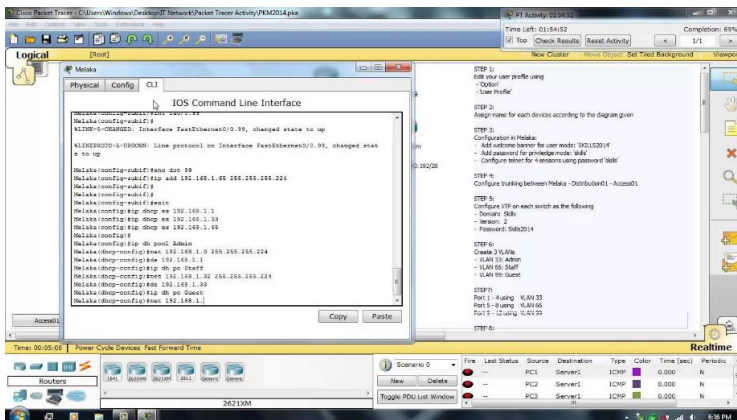 Cisco Packet Tracer - C:\Users\Windows\Desktop\IT Network\Packet Tracer Activity\PKM2014.pka
PT Activity: 01:54:52
Time Left: 01:54:52
Completion: 69%
Top
Check Results
Reset Activity
<
1/1
>
Logical
[Root]
New Cluster
Move Object
Set Tiled Background
Viewport
Melaka
Physical
Config
CLI
IOS Command Line Interface
Melaka(config)#
%LINK-5-CHANGED: Interface FastEthernet0/0.99, changed state to up
%LINEPROTO-5-UPDOWN: Line protocol on Interface FastEthernet0/0.99, changed stat
e to up
Melaka(config-subif)#enc dot 99
Melaka(config-subif)#ip add 192.168.1.65 255.255.255.224
Melaka(config-subif)#
Melaka(config-subif)#
Melaka(config-subif)#exit
Melaka(config)#ip dhcp ex 192.168.1.1
Melaka(config)#ip dhcp ex 192.168.1.33
Melaka(config)#ip dhcp ex 192.168.1.65
Melaka(config)#
Melaka(config)#ip dh pool Admin
Melaka(dhcp-config)#net 192.168.1.0 255.255.255.224
Melaka(dhcp-config)#de 192.168.1.1
Melaka(dhcp-config)#ip dh po Staff
Melaka(dhcp-config)#net 192.168.1.32 255.255.255.224
Melaka(dhcp-config)#de 192.168.1.33
Melaka(dhcp-config)#ip dh po Guest
Melaka(dhcp-config)#net 192.168.1.
Copy
Paste
Access01
0.192/28
STEP 1:
Edit your user profile using
- 'Option'
- 'User Profile'
STEP 2:
Assign name for each devices according to the diagram given
STEP 3:
Configuration in Melaka:
- Add welcome banner for user mode: 'SKILLS2014'
- Add password for priviledge mode: 'skills'
- Configure telnet for 4 sessions using password 'skills'
STEP 4:
Configure trunking between Melaka - Distribution01 - Access01
STEP 5:
Configure VTP on each switch as the following
- Domain: Skills
- Version: 2
- Password: Skills2014
STEP 6:
Create 3 VLANs
- VLAN 33: Admin
- VLAN 66: Staff
- VLAN 99: Guest
STEP7:
Port 1 - 4 using VLAN 33
Port 5 - 8 using VLAN 66
Port 9 - 12 using VLAN 99
STEP 8:
Time: 00:05:08
Power Cycle Devices
Fast Forward Time
Realtime
Routers
1841
2620XM
2621XM
2811
Generic
Generic
2621XM
Scenario 0
New
Delete
Toggle PDU List Window
Fire Last Status Source Destination Type Color Time (sec) Periodic
-- PC1 Server1 ICMP 0.000 N
-- PC2 Server1 ICMP 0.000 N
-- PC3 Server1 ICMP 0.000 N
6:36 PM